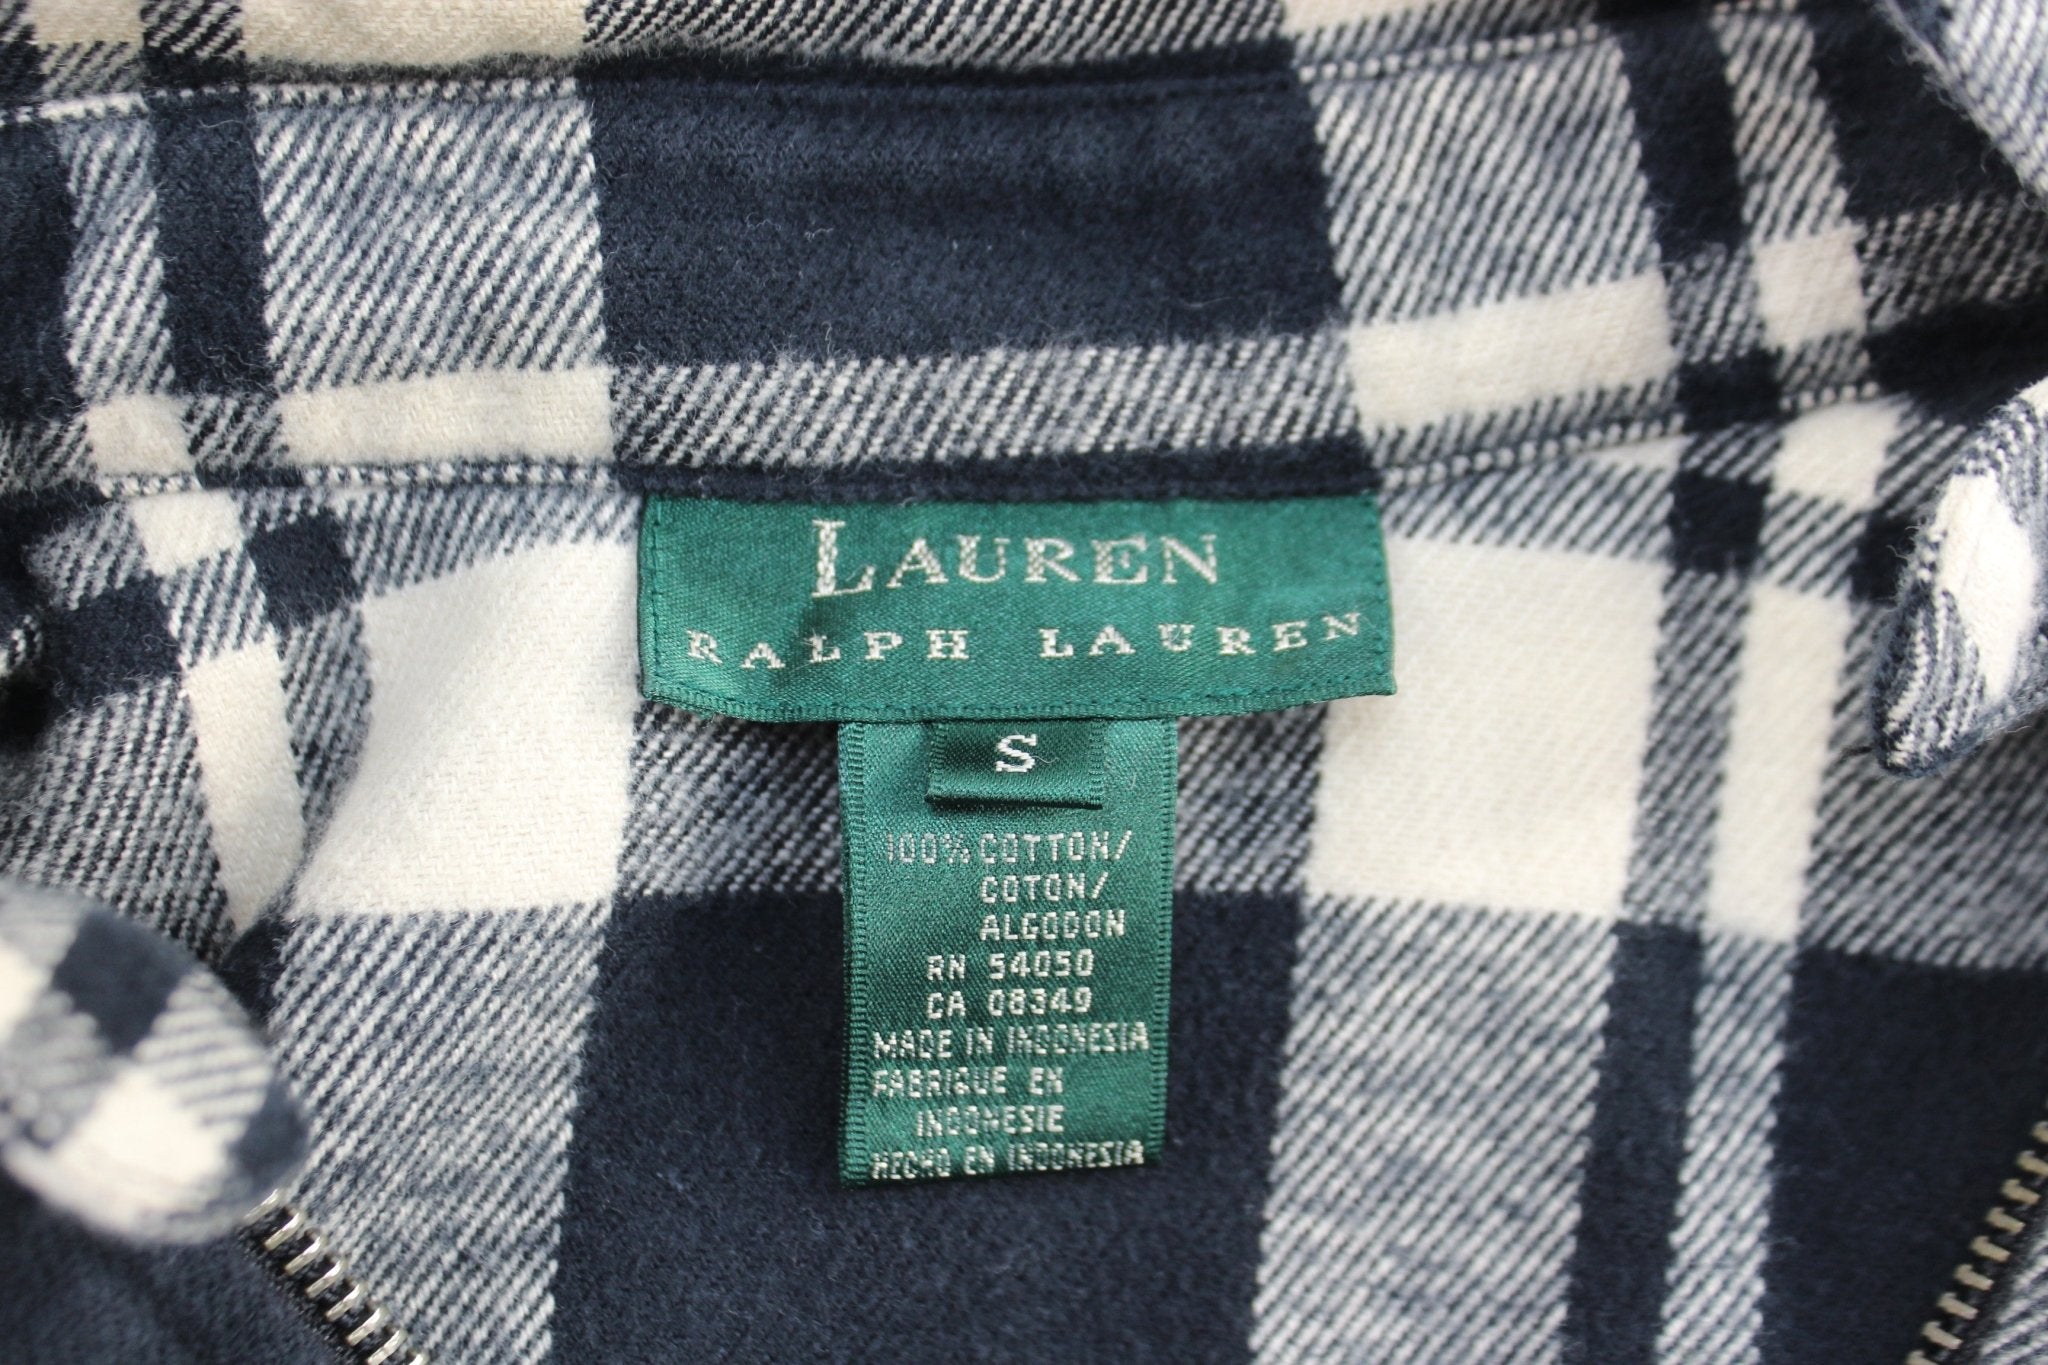 LAUREN
RALPH LAUREN
S
100% COTTON/
COTON/
ALGODON
RN 54050
CA 08349
MADE IN INDONESIA
FABRIQUE EN
INDONESIE
HECHO EN INDONESIA